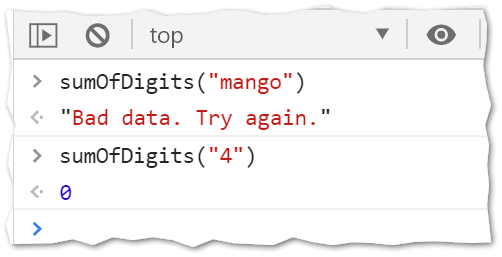 top
sumOfDigits("mango")
"Bad data. Try again."
sumOfDigits("4")
0